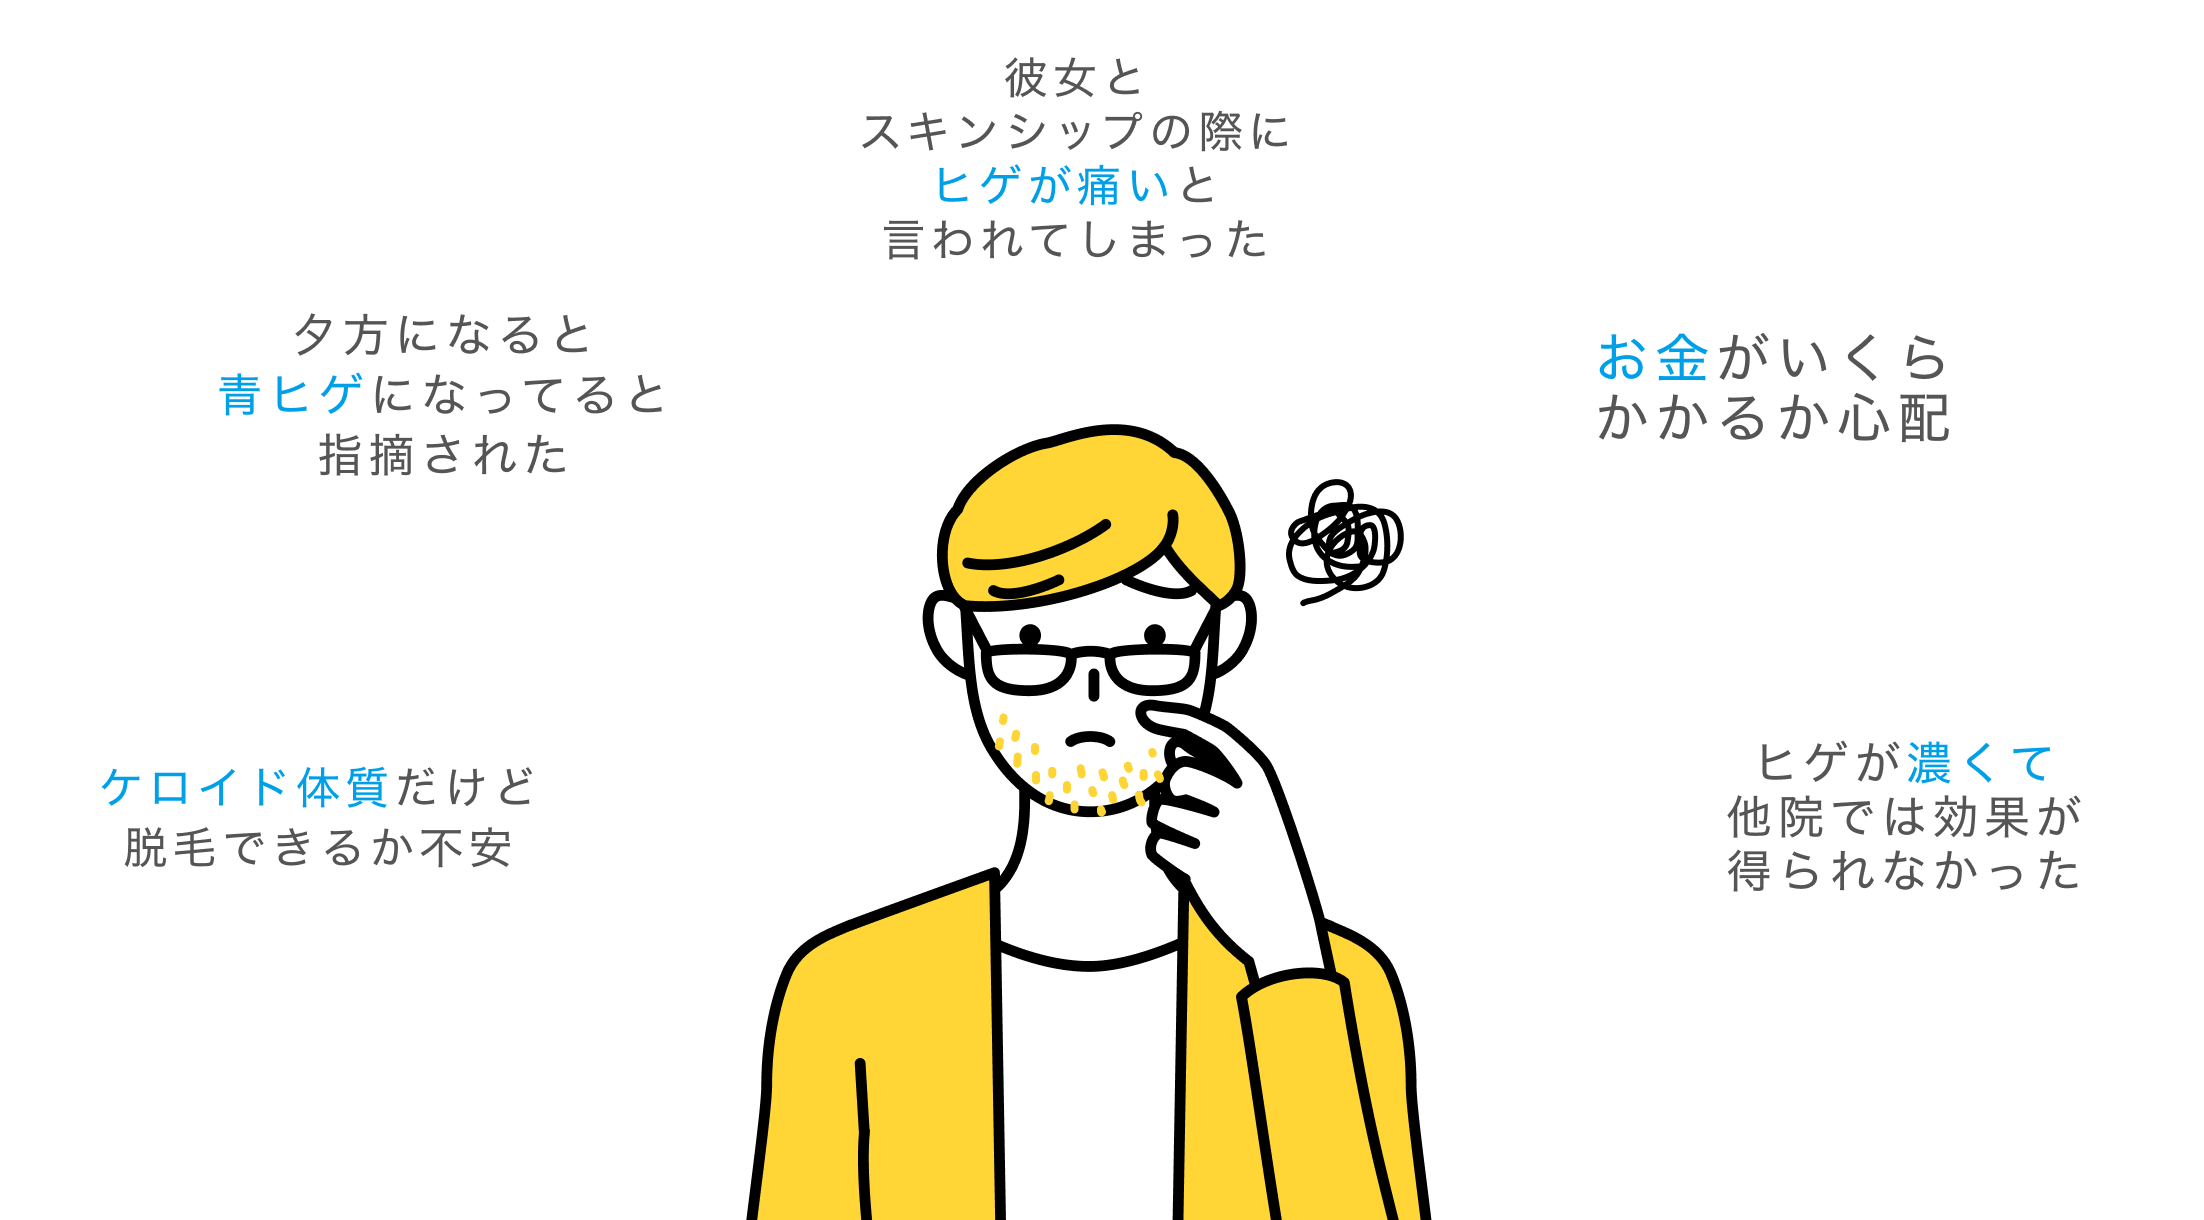 彼女と
スキンシップの際に
ヒゲが痛いと
言われてしまった
夕方になると
青ヒゲになってると
指摘された
お金がいくら
かかるか心配
ケロイド体質だけど
脱毛できるか不安
ヒゲが濃くて
他院では効果が
得られなかった